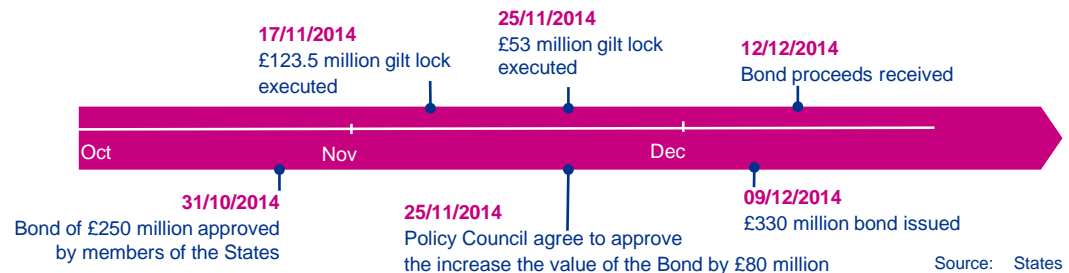 17/11/2014
£123.5 million gilt lock
executed
25/11/2014
£53 million gilt lock
executed
12/12/2014
Bond proceeds received
Oct
Nov
Dec
31/10/2014
Bond of £250 million approved
by members of the States
25/11/2014
Policy Council agree to approve
the increase the value of the Bond by £80 million
09/12/2014
£330 million bond issued
Source: States